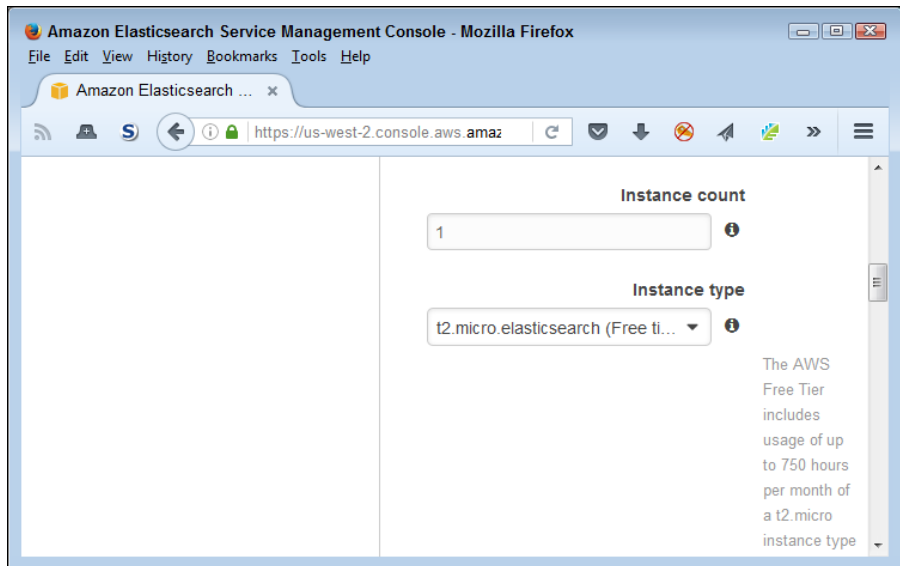 Amazon Elasticsearch Service Management Console - Mozilla Firefox
File Edit View History Bookmarks Tools Help
Amazon Elasticsearch ... ×
S https://us-west-2.console.aws.amaz
Instance count
1
Instance type
t2.micro.elasticsearch (Free ti...
The AWS
Free Tier
includes
usage of up
to 750 hours
per month of
a t2.micro
instance type